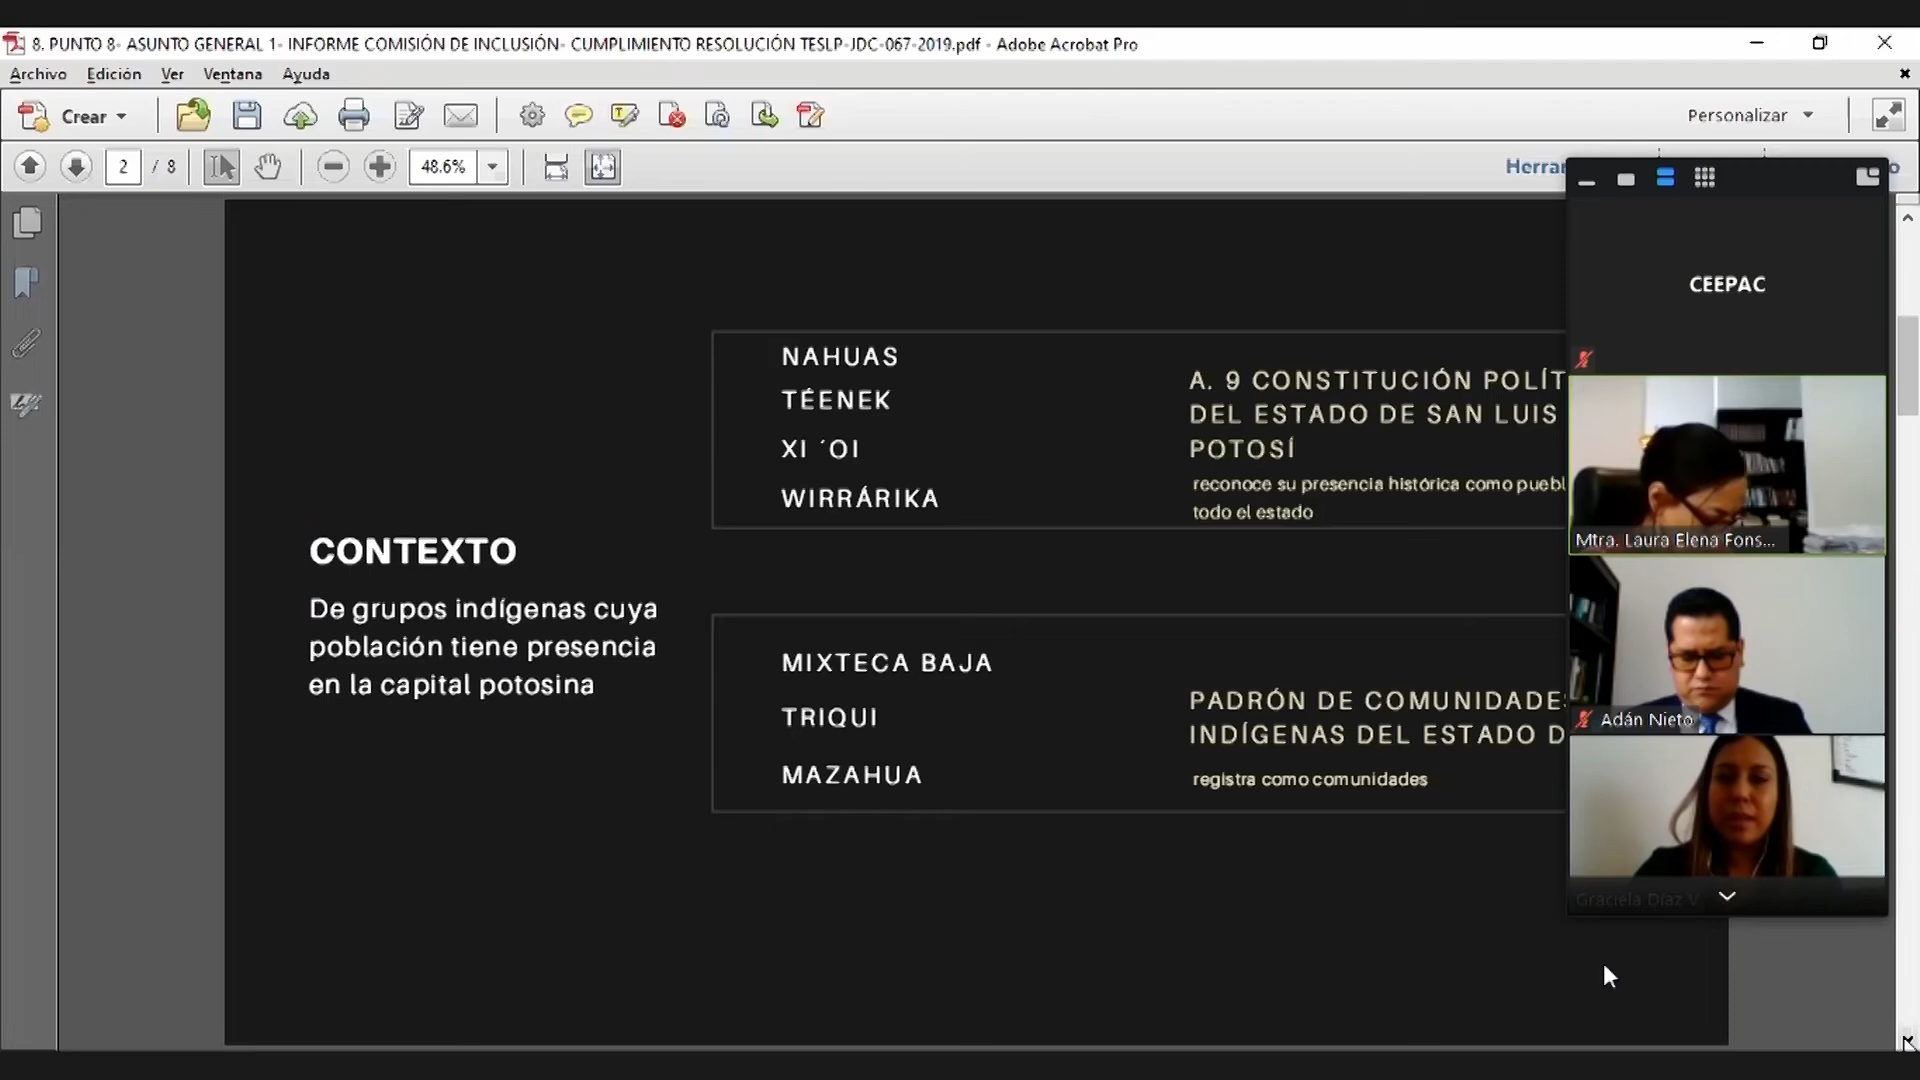 8. PUNTO 8- ASUNTO GENERAL 1- INFORME COMISIÓN DE INCLUSIÓN- CUMPLIMIENTO RESOLUCIÓN TESLP-JDC-067-2019.pdf - Adobe Acrobat Pro
Archivo Edición Ver Ventana Ayuda
Crear
Personalizar
2 / 8
48.6%
Herrar
o
CONTEXTO
De grupos indígenas cuya
población tiene presencia
en la capital potosina
NAHUAS
TÉENEK
XI ´OI
WIRRÁRIKA
A. 9 CONSTITUCIÓN POLÍT
DEL ESTADO DE SAN LUIS
POTOSÍ
reconoce su presencia histórica como puebl
todo el estado
MIXTECA BAJA
TRIQUI
MAZAHUA
PADRÓN DE COMUNIDADES
INDÍGENAS DEL ESTADO D
registra como comunidades
CEEPAC
Mtra. Laura Elena Fons...
Adán Nieto
Graciela Díaz V